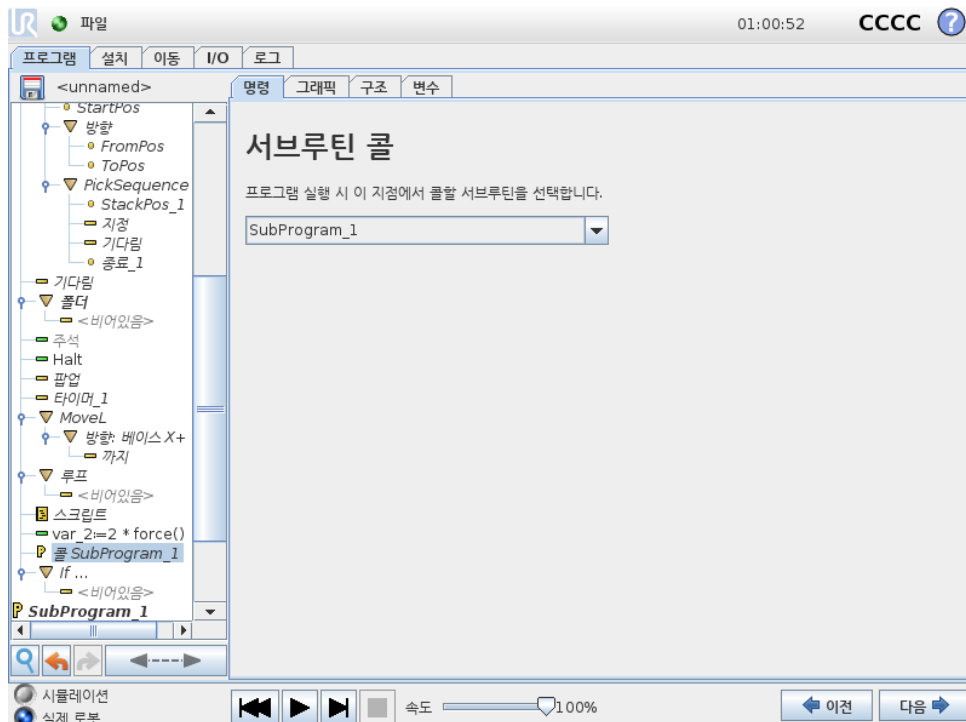 UR 파일 01:00:52 CCCC ?
프로그램 설치 이동 I/O 로그
<unnamed> 명령 그래픽 구조 변수
StartPos
방향
FromPos
ToPos
PickSequence
StackPos_1
지정
기다림
종료_1
기다림
폴더
<비어있음>
주석
Halt
팝업
타이머_1
MoveL
방향: 베이스 X+
까지
루프
<비어있음>
스크립트
var_2:=2 * force()
콜 SubProgram_1
If ...
<비어있음>
SubProgram_1
서브루틴 콜
프로그램 실행 시 이 지점에서 콜할 서브루틴을 선택합니다.
SubProgram_1
시뮬레이션
실제 로봇
속도 100% 이전 다음